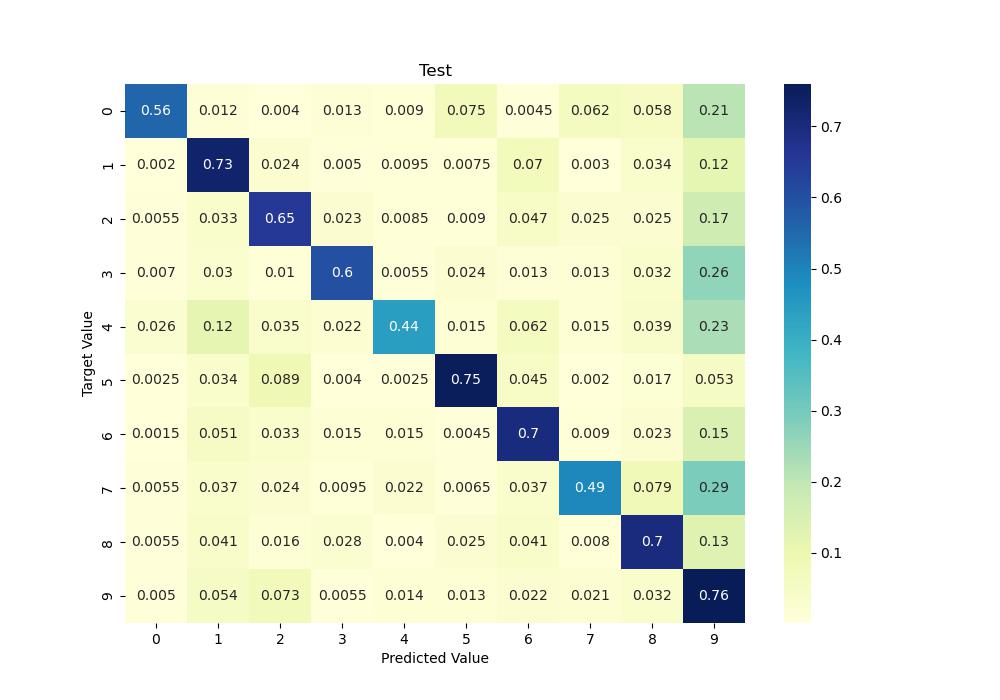 Test
0 0.56 0.012 0.004 0.013 0.009 0.075 0.0045 0.062 0.058 0.21
1 0.002 0.73 0.024 0.005 0.0095 0.0075 0.07 0.003 0.034 0.12
2 0.0055 0.033 0.65 0.023 0.0085 0.009 0.047 0.025 0.025 0.17
3 0.007 0.03 0.01 0.6 0.0055 0.024 0.013 0.013 0.032 0.26
4 0.026 0.12 0.035 0.022 0.44 0.015 0.062 0.015 0.039 0.23
5 0.0025 0.034 0.089 0.004 0.0025 0.75 0.045 0.002 0.017 0.053
6 0.0015 0.051 0.033 0.015 0.015 0.0045 0.7 0.009 0.023 0.15
7 0.0055 0.037 0.024 0.0095 0.022 0.0065 0.037 0.49 0.079 0.29
8 0.0055 0.041 0.016 0.028 0.004 0.025 0.041 0.008 0.7 0.13
9 0.005 0.054 0.073 0.0055 0.014 0.013 0.022 0.021 0.032 0.76
0 1 2 3 4 5 6 7 8 9
Predicted Value
Target Value
0.7
0.6
0.5
0.4
0.3
0.2
0.1